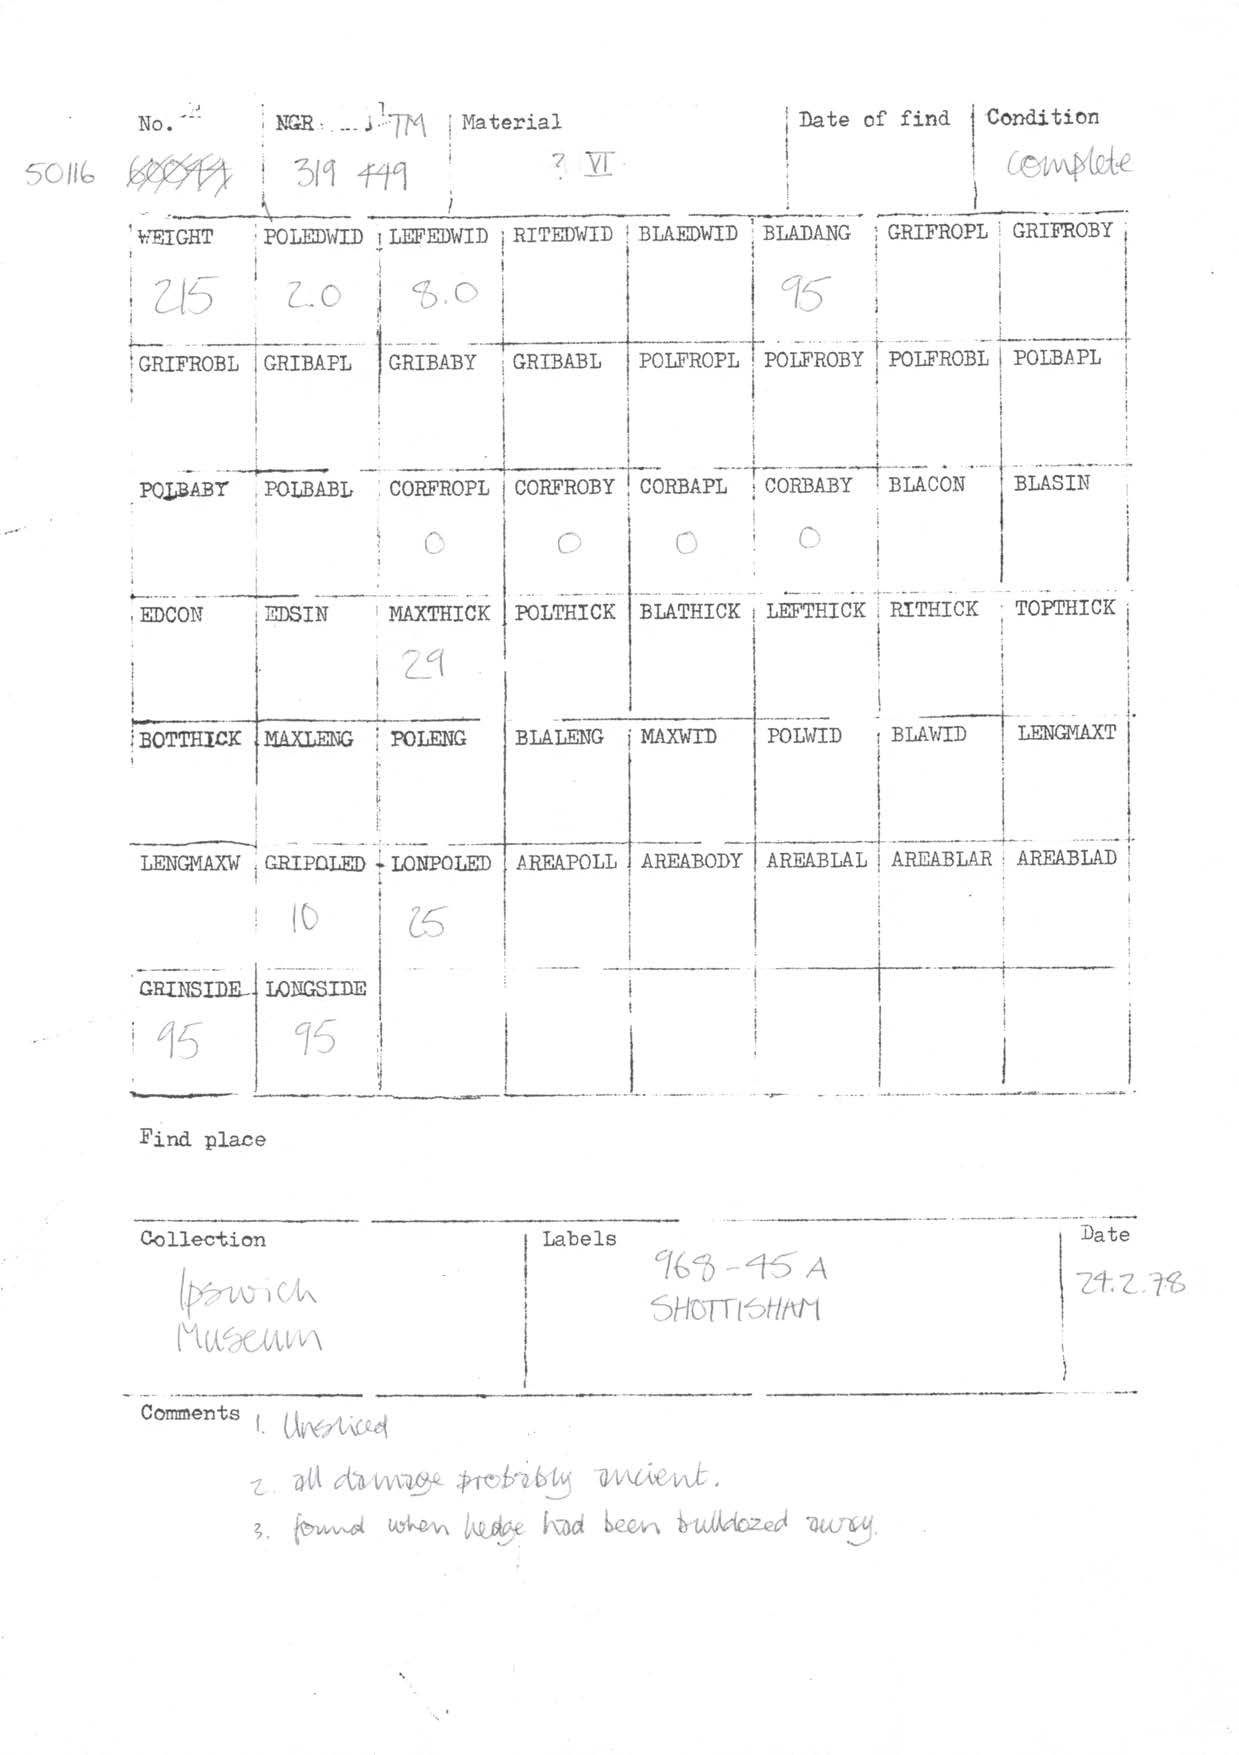 No. NGR TM Material Date of find Condition
50116 319 449 ? VI complete
WEIGHT POLEDWID LEFEDWID RITEDWID BLAEDWID BLADANG GRIFROPL GRIFROBY
215 2.0 8.0 95
GRIFROBL GRIBAPL GRIBABY GRIBABL POLFROPL POLFROBY POLFROBL POLBAPL
POLBABY POLBABL CORFROPL CORFROBY CORBAPL CORBABY BLACON BLASIN
0 0 0 0
EDCON EDSIN MAXTHICK POLTHICK BLATHICK LEFTHICK RITHICK TOPTHICK
29
BOTTHICK MAXLENG POLENG BLALENG MAXWID POLWID BLAWID LENGMAXT
LENGMAXW GRIPOLED LONPOLED AREAPOLL AREABODY AREABLAL AREABLAR AREABLAD
10 25
GRINSIDE LONGSIDE
95 95
Find place
Collection Labels Date
Ipswich 968-45 A 24.2.78
Museum SHOTTISHAM
Comments 1. Unsliced
2. all damage probably ancient.
3. found when hedge had been bulldozed away.